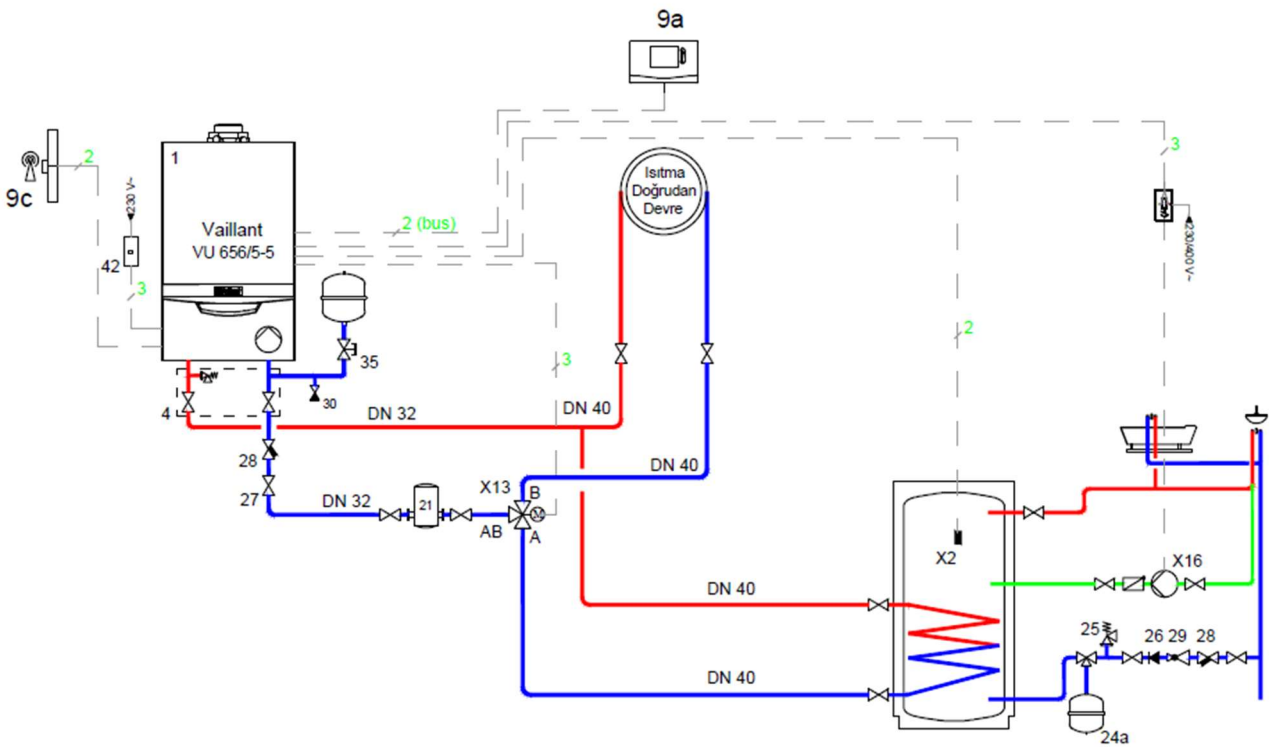 9a
9c
2
230 V~
42
3
1
Vaillant
VU 656/5-5
2 (bus)
Isıtma
Doğrudan
Devre
3
230/400 V~
2
35
30
3
4
DN 32
DN 40
28
27
DN 32
21
X13
B
M
AB
A
DN 40
X2
X16
DN 40
DN 40
25
26
29
28
24a